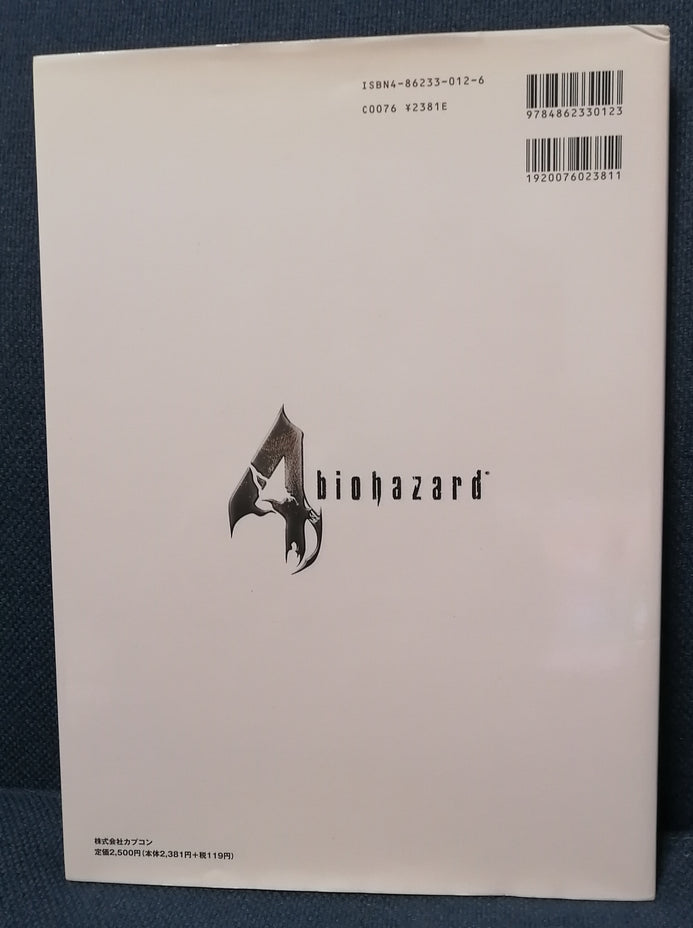 ISBN4-86233-012-6
C0076 ¥2381E
9784862330123
1920076023811
4 biohazard
株式会社カプコン
定価2,500円(本体2,381円+税119円)